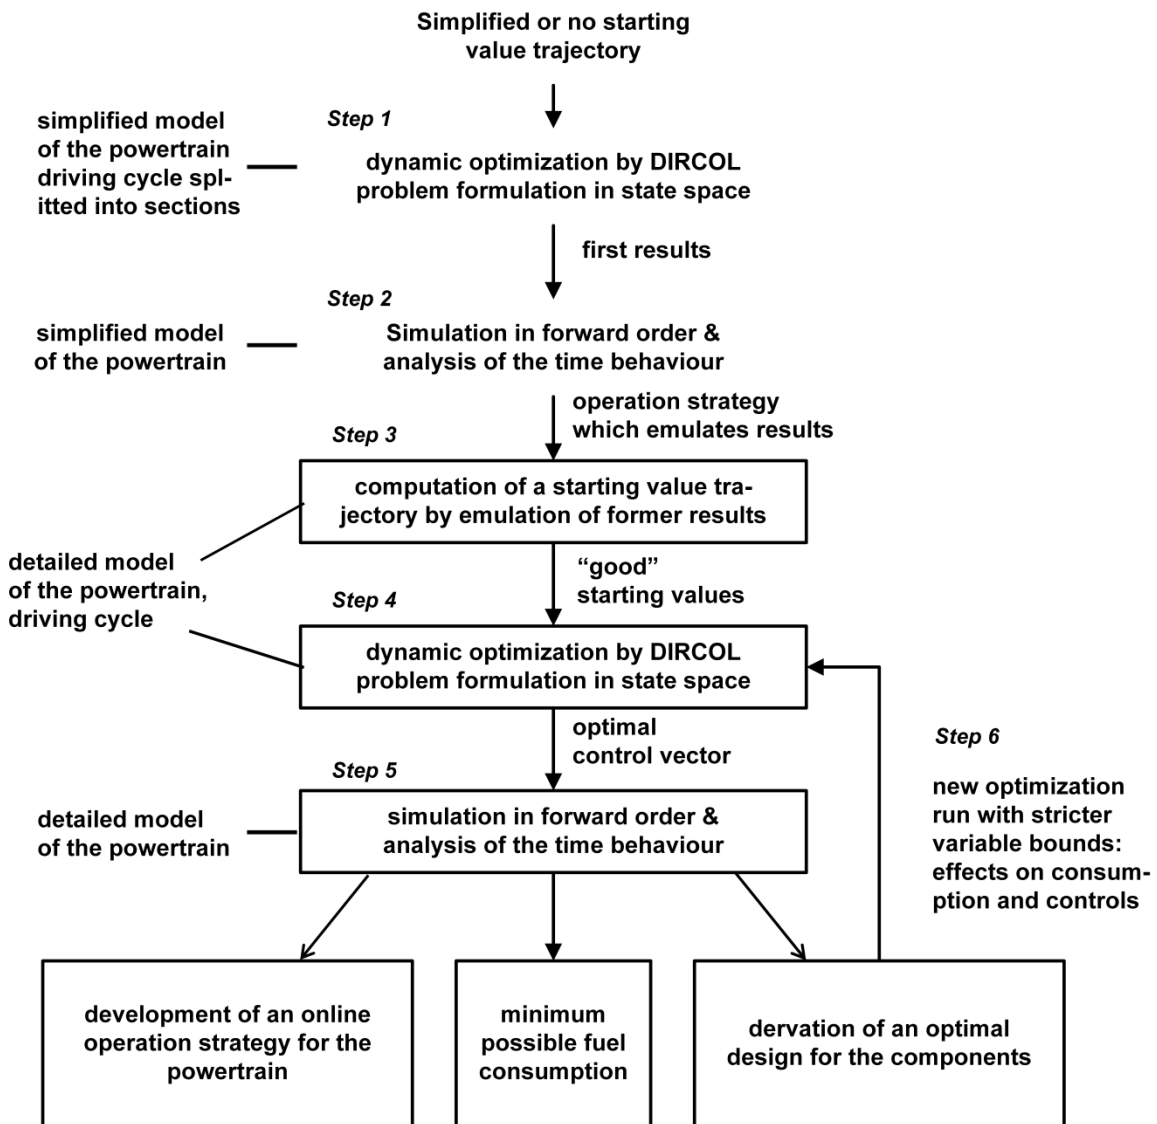 Simplified or no starting
value trajectory
Step 1
simplified model
of the powertrain
driving cycle spl-
itted into sections
dynamic optimization by DIRCOL
problem formulation in state space
first results
Step 2
simplified model
of the powertrain
Simulation in forward order &
analysis of the time behaviour
operation strategy
which emulates results
Step 3
computation of a starting value tra-
jectory by emulation of former results
detailed model
of the powertrain,
driving cycle
“good”
starting values
Step 4
dynamic optimization by DIRCOL
problem formulation in state space
optimal
control vector
Step 5
detailed model
of the powertrain
simulation in forward order &
analysis of the time behaviour
Step 6
new optimization
run with stricter
variable bounds:
effects on consum-
ption and controls
development of an online
operation strategy for the
powertrain
minimum
possible fuel
consumption
dervation of an optimal
design for the components